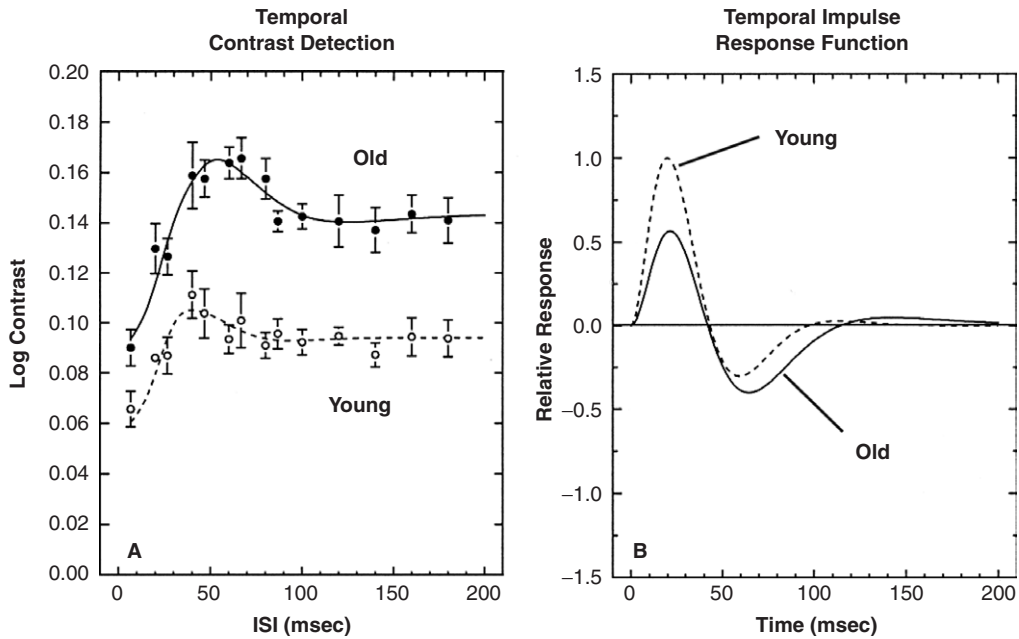 Temporal
Contrast Detection
0.20
0.18
0.16
0.14
0.12
0.10
0.08
0.06
0.04
0.02
0.00
Log Contrast
Old
Young
A
0
50
100
150
200
ISI (msec)
Temporal Impulse
Response Function
1.5
1.0
0.5
0.0
−0.5
−1.0
−1.5
Relative Response
Young
Old
B
0
50
100
150
200
Time (msec)